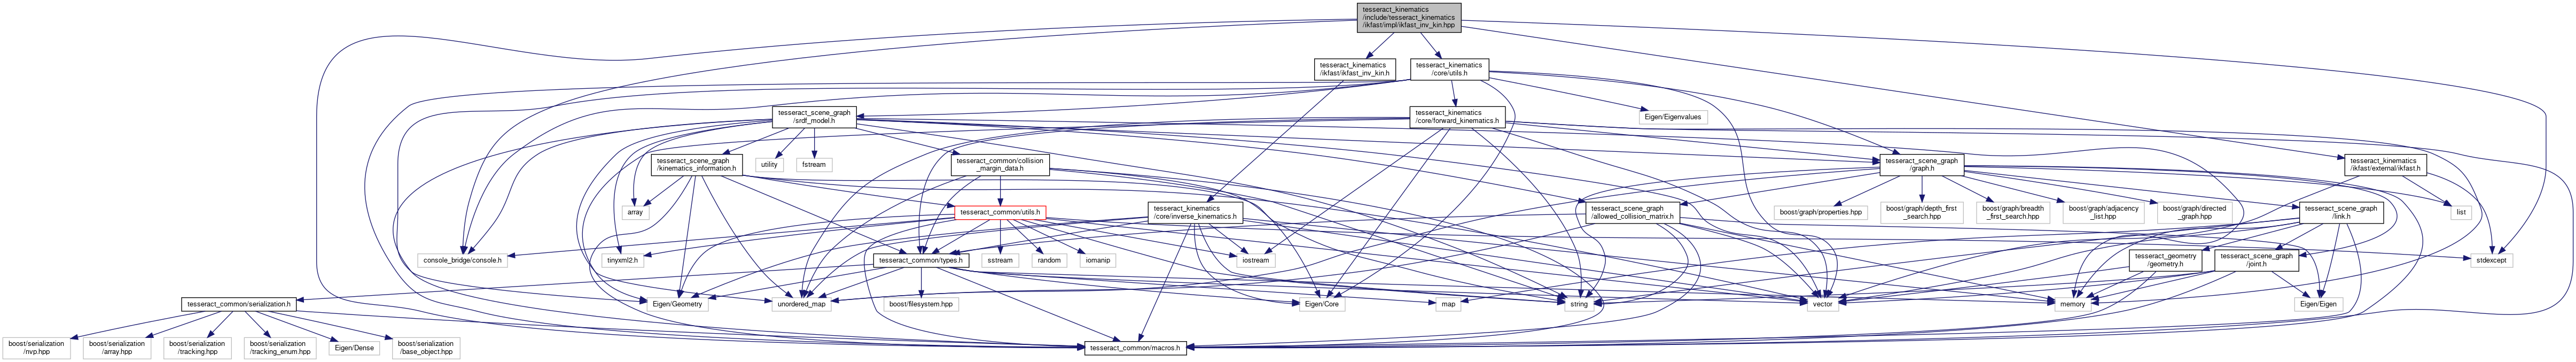 tesseract_kinematics
/include/tesseract_kinematics
/ikfast/impl/ikfast_inv_kin.hpp
tesseract_kinematics
/ikfast/ikfast_inv_kin.h
tesseract_kinematics
/core/utils.h
tesseract_scene_graph
/srdf_model.h
tesseract_kinematics
/core/forward_kinematics.h
Eigen/Eigenvalues
tesseract_scene_graph
/kinematics_information.h
utility
fstream
tesseract_common/collision
_margin_data.h
tesseract_scene_graph
/graph.h
tesseract_kinematics
/ikfast/external/ikfast.h
array
tesseract_common/utils.h
tesseract_kinematics
/core/inverse_kinematics.h
tesseract_scene_graph
/allowed_collision_matrix.h
boost/graph/properties.hpp
boost/graph/depth_first
_search.hpp
boost/graph/breadth
_first_search.hpp
boost/graph/adjacency
_list.hpp
boost/graph/directed
_graph.hpp
tesseract_scene_graph
/link.h
list
console_bridge/console.h
tinyxml2.h
tesseract_common/types.h
sstream
random
iomanip
iostream
tesseract_geometry
/geometry.h
tesseract_scene_graph
/joint.h
stdexcept
tesseract_common/serialization.h
Eigen/Geometry
unordered_map
boost/filesystem.hpp
Eigen/Core
map
string
vector
memory
Eigen/Eigen
boost/serialization
/nvp.hpp
boost/serialization
/array.hpp
boost/serialization
/tracking.hpp
boost/serialization
/tracking_enum.hpp
Eigen/Dense
boost/serialization
/base_object.hpp
tesseract_common/macros.h